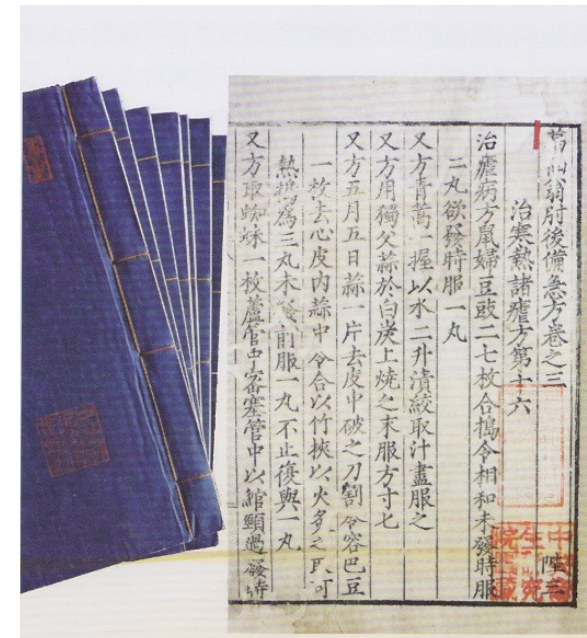 葛仙翁肘後備急方卷之三
治寒熱諸瘧方第十六
治瘧病方鼠婦豆豉二七枚合搗令相和未發時服
二丸欲發時服一丸
又方青蒿一握以水二升漬絞取汁盡服之
又方用獨父蒜於白炭上燒之末服方寸匕
又方五月五日蒜一片去皮中破之刀割令容巴豆
一枚去心皮內蒜中令合以竹挾以火炙之取可
熱搗為三丸未發前服一丸不止復與一丸
又方取蜘蛛一枚蘆管中密塞管中以綰頸過發時